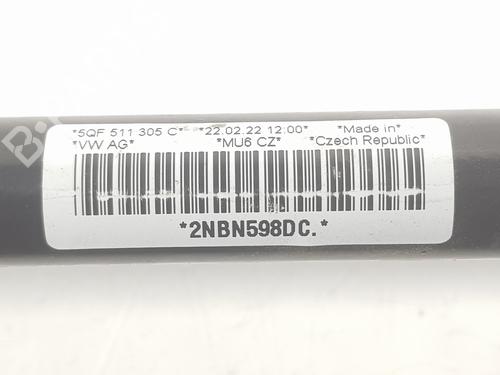 *5QF 511 305 C* *22.02.22 12:00* *Made in*
*VW AG* *MU6 CZ* *Czech Republic*
*2NBN598DC.*